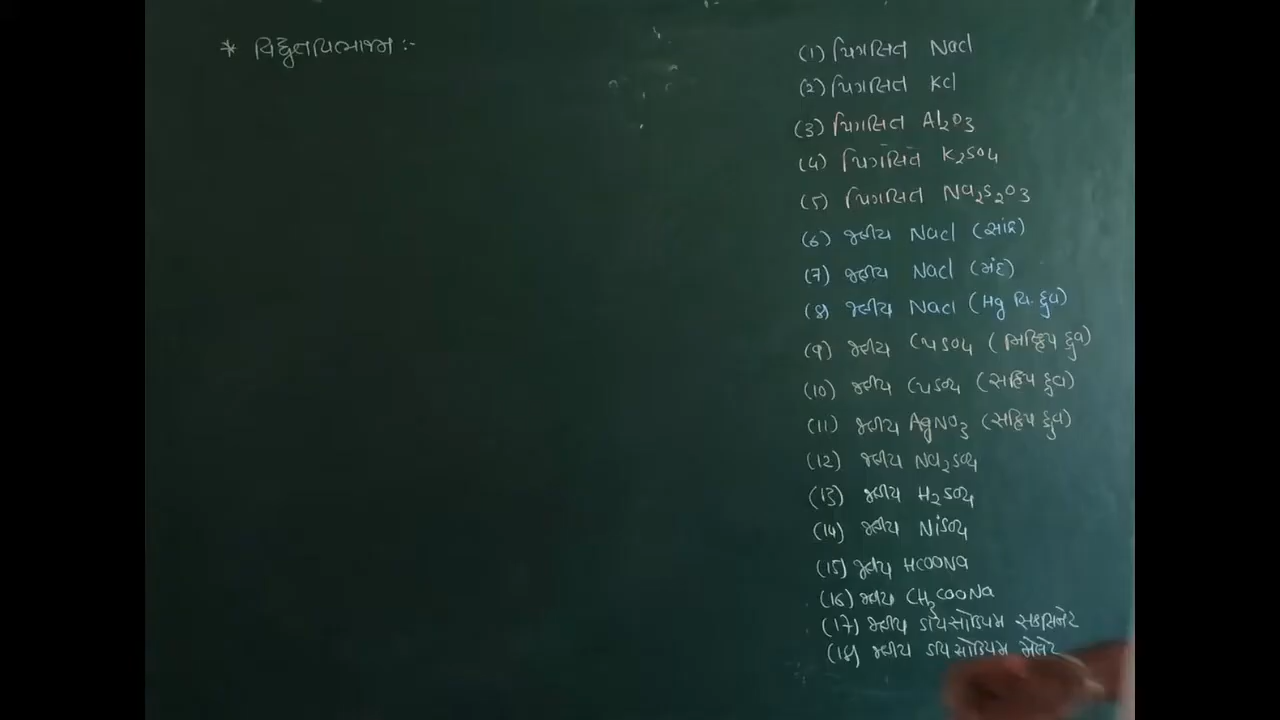 * વિદ્યુતવિભાજન :-
(1) પિગલિત Nacl
(2) પિગલિત Kcl
(3) પિગલિત Al₂O₃
(4) પિગલિત K₂SO₄
(5) પિગલિત Na₂S₂O₃
(6) જલીય Nacl (સાંદ્ર)
(7) જલીય Nacl (મંદ)
(8) જલીય Nacl (Hg વિ. ધ્રુવ)
(9) જલીય CuSO₄ (નિષ્ક્રિય ધ્રુવ)
(10) જલીય CuSO₄ (સક્રિય ધ્રુવ)
(11) જલીય AgNO₃ (સક્રિય ધ્રુવ)
(12) જલીય Na₂SO₄
(13) જલીય H₂SO₄
(14) જલીય NiSO₄
(15) જલીય HCOONa
(16) જલીય CH₃COONa
(17) જલીય ડાયસોડિયમ સકસિનેટ
(18) જલીય ડાયસોડિયમ મેલેટ